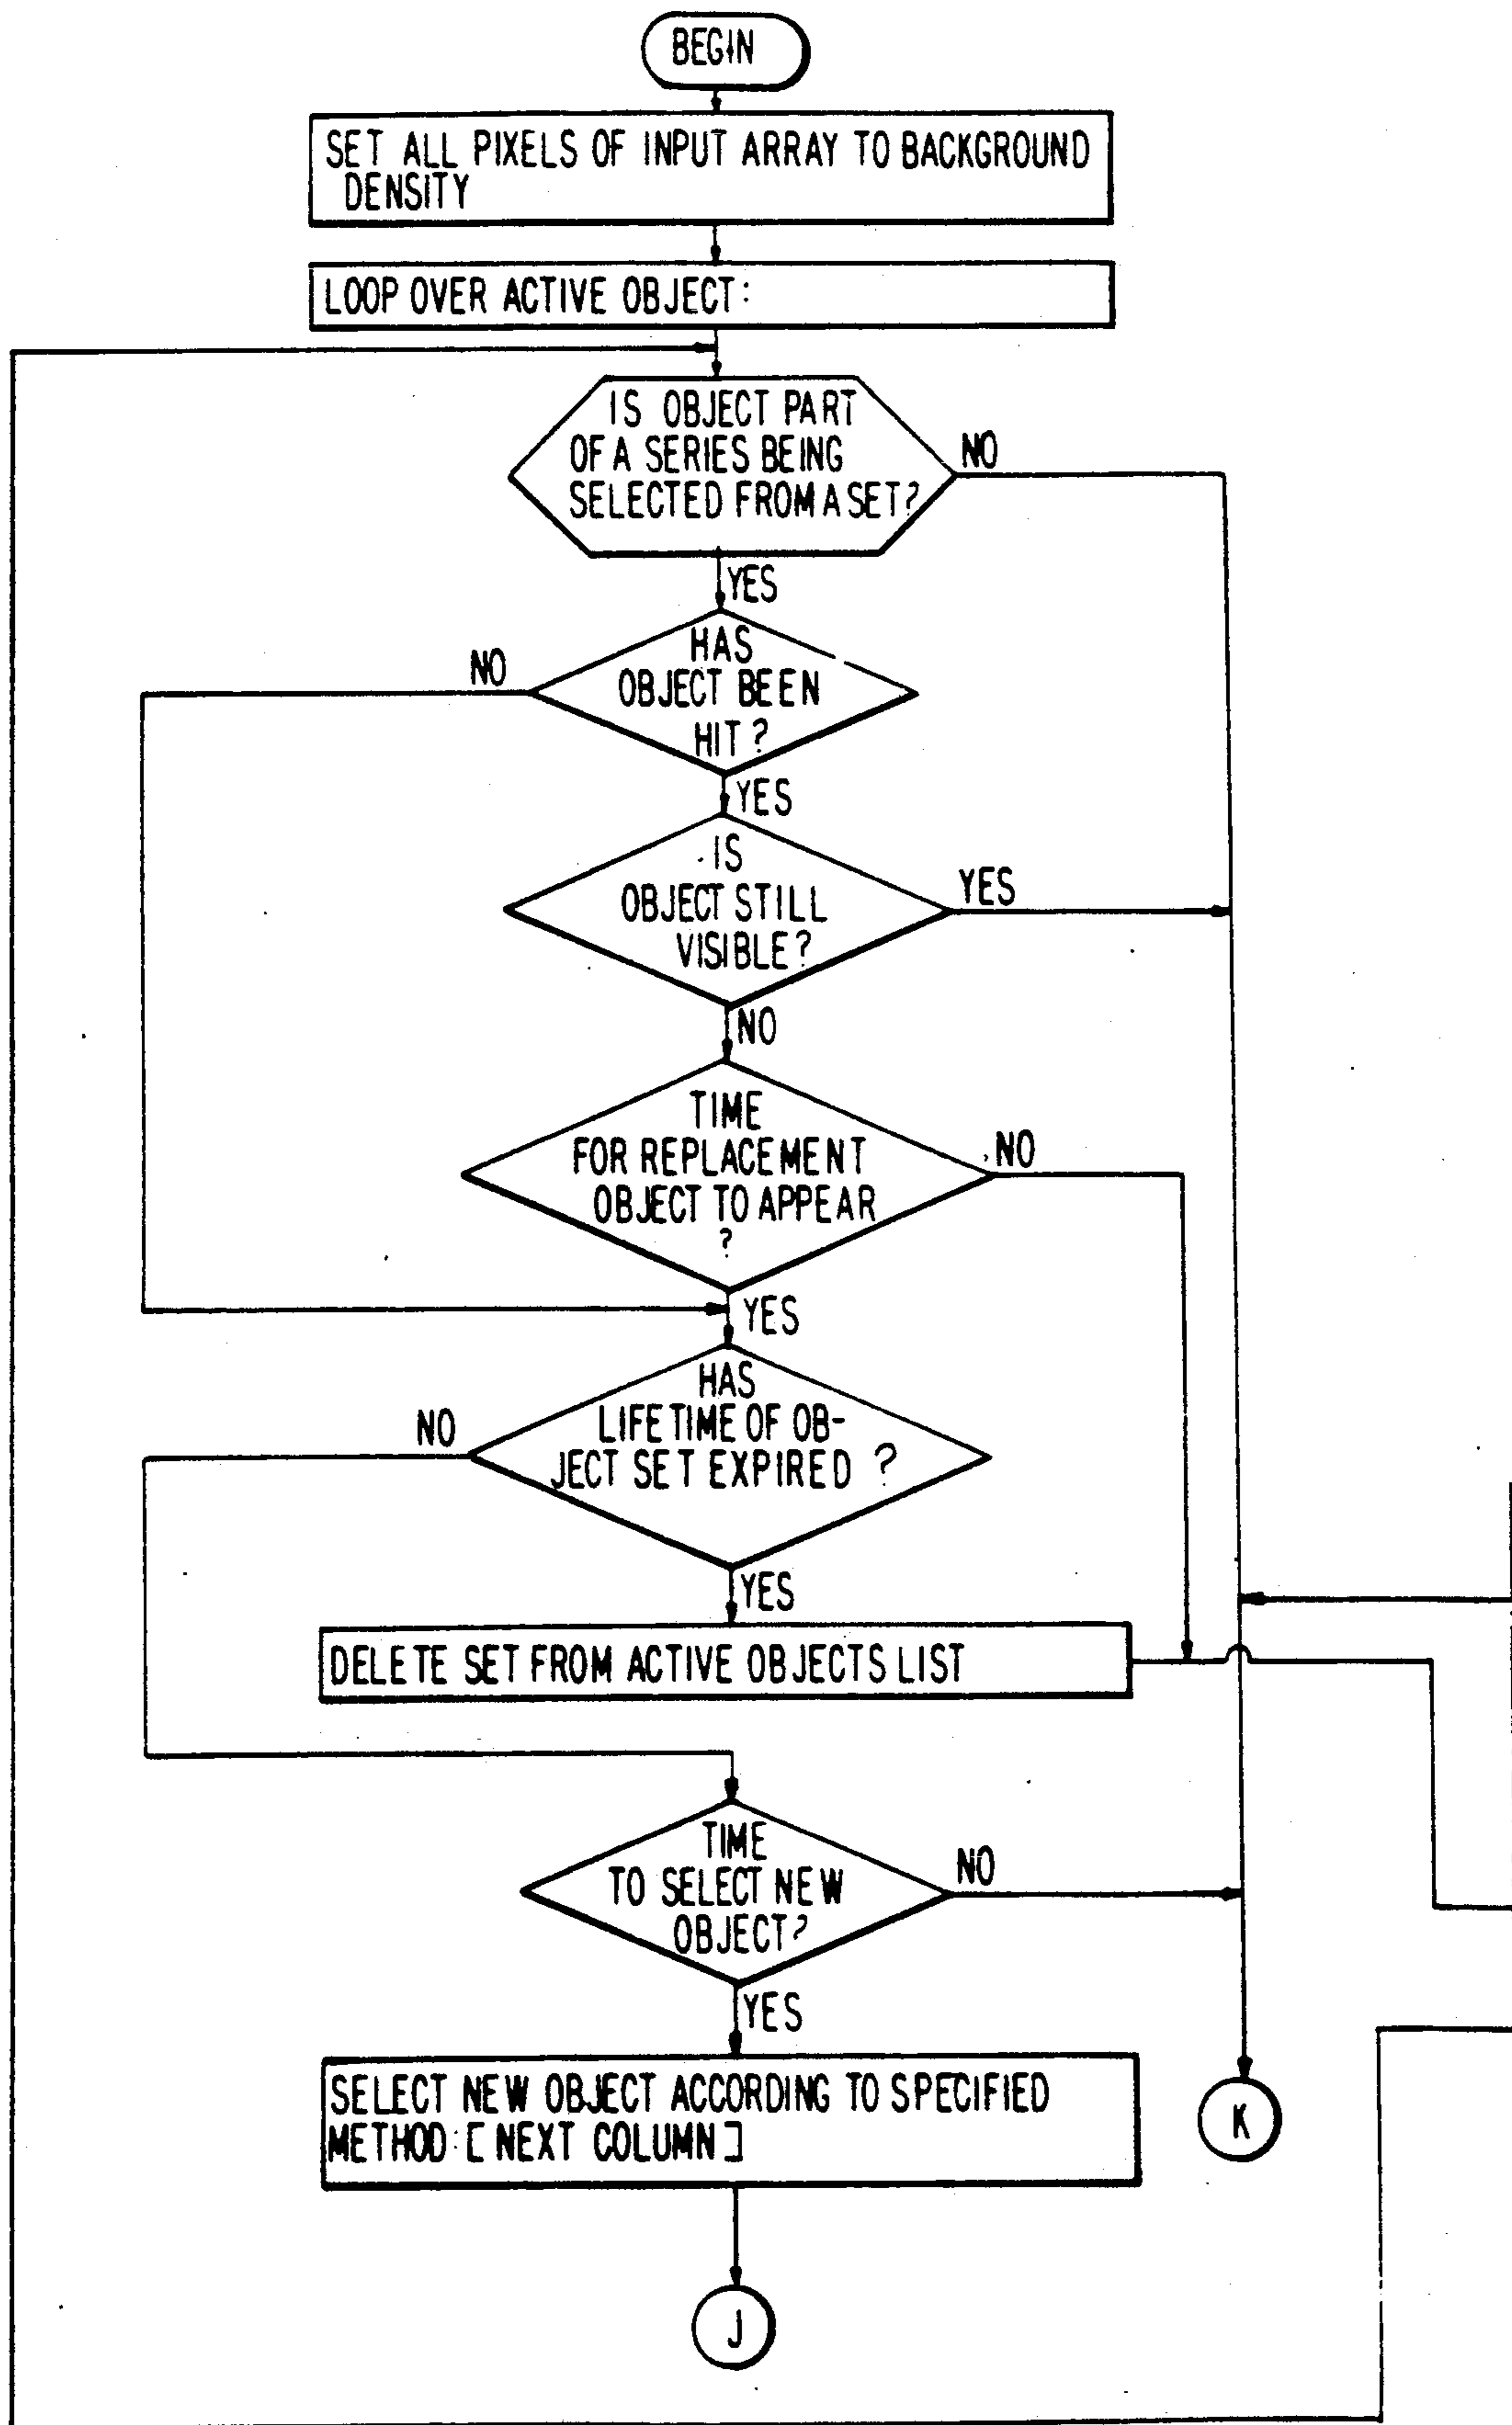 BEGIN
SET ALL PIXELS OF INPUT ARRAY TO BACKGROUND
DENSITY
LOOP OVER ACTIVE OBJECT:
IS OBJECT PART
OF A SERIES BEING
SELECTED FROM A SET?
NO
YES
HAS
OBJECT BEEN
HIT?
NO
YES
IS
OBJECT STILL
VISIBLE?
YES
NO
TIME
FOR REPLACEMENT
OBJECT TO APPEAR
?
NO
YES
HAS
LIFETIME OF OB-
JECT SET EXPIRED ?
NO
YES
DELETE SET FROM ACTIVE OBJECTS LIST
TIME
TO SELECT NEW
OBJECT?
NO
YES
SELECT NEW OBJECT ACCORDING TO SPECIFIED
METHOD: [ NEXT COLUMN ]
K
J